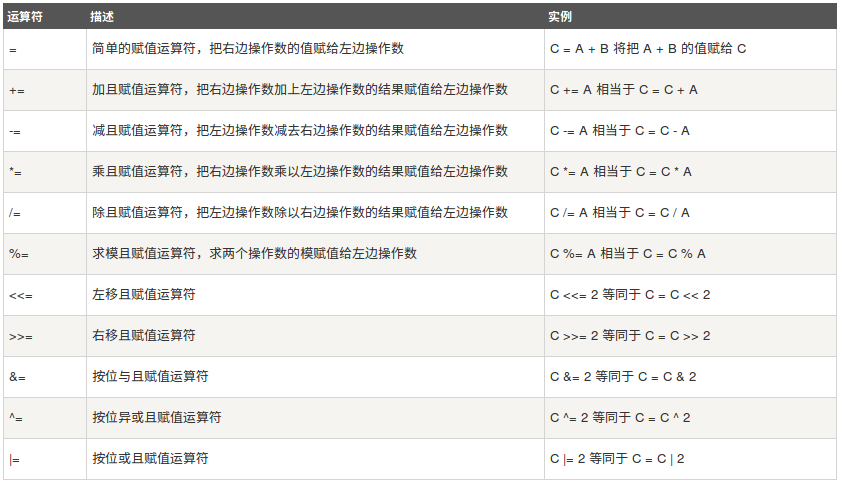 运算符 描述 实例
= 简单的赋值运算符，把右边操作数的值赋给左边操作数 C = A + B 将把 A + B 的值赋给 C
+= 加且赋值运算符，把右边操作数加上左边操作数的结果赋值给左边操作数 C += A 相当于 C = C + A
-= 减且赋值运算符，把左边操作数减去右边操作数的结果赋值给左边操作数 C -= A 相当于 C = C - A
*= 乘且赋值运算符，把右边操作数乘以左边操作数的结果赋值给左边操作数 C *= A 相当于 C = C * A
/= 除且赋值运算符，把左边操作数除以右边操作数的结果赋值给左边操作数 C /= A 相当于 C = C / A
%= 求模且赋值运算符，求两个操作数的模赋值给左边操作数 C %= A 相当于 C = C % A
<<= 左移且赋值运算符 C <<= 2 等同于 C = C << 2
>>= 右移且赋值运算符 C >>= 2 等同于 C = C >> 2
&= 按位与且赋值运算符 C &= 2 等同于 C = C & 2
^= 按位异或且赋值运算符 C ^= 2 等同于 C = C ^ 2
|= 按位或且赋值运算符 C |= 2 等同于 C = C | 2